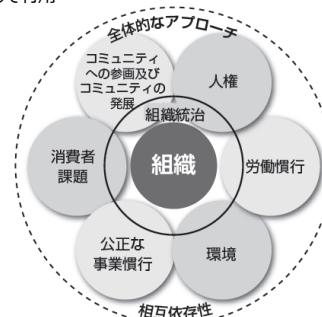 全体的なアプローチ
コミュニティ
への参画及び
コミュニティの
発展
人権
組織統治
消費者
課題
組織
労働慣行
公正な
事業慣行
環境
相互依存性